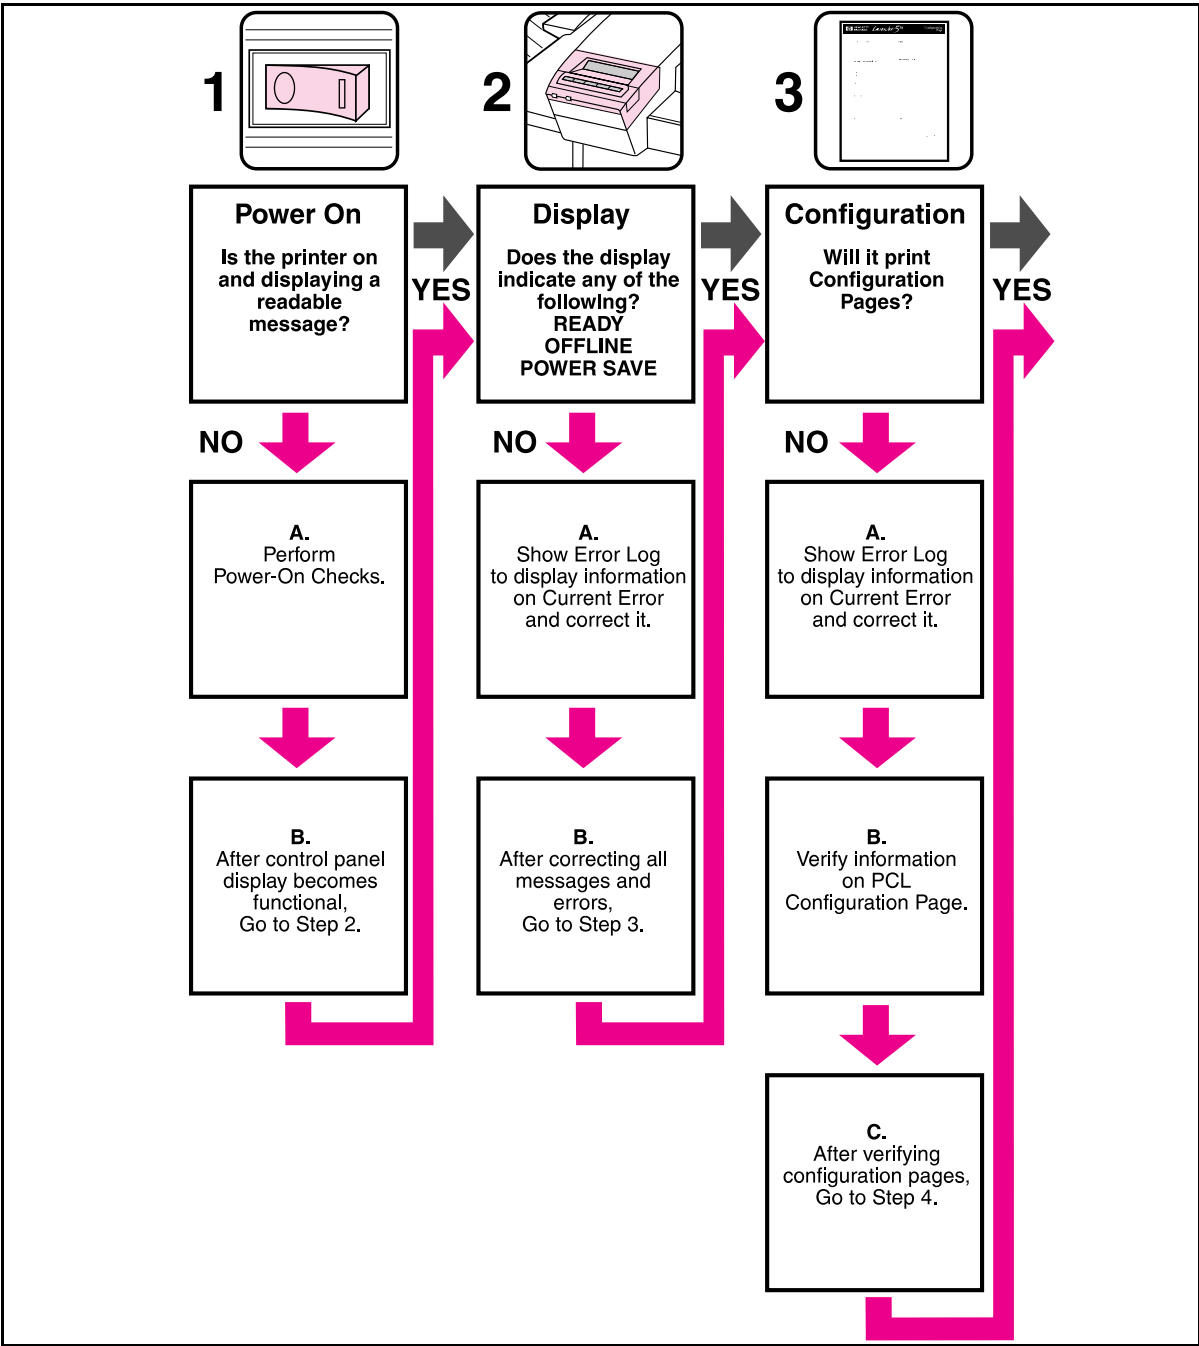 1
2
3
Power On
Is the printer on
and displaying a
readable
message?
YES
NO
A.
Perform
Power-On Checks.
B.
After control panel
display becomes
functional,
Go to Step 2.
Display
Does the display
indicate any of the
following?
READY
OFFLINE
POWER SAVE
YES
NO
A.
Show Error Log
to display information
on Current Error
and correct it.
B.
After correcting all
messages and
errors,
Go to Step 3.
Configuration
Will it print
Configuration
Pages?
YES
NO
A.
Show Error Log
to display information
on Current Error
and correct it.
B.
Verify information
on PCL
Configuration Page.
C.
After verifying
configuration pages,
Go to Step 4.